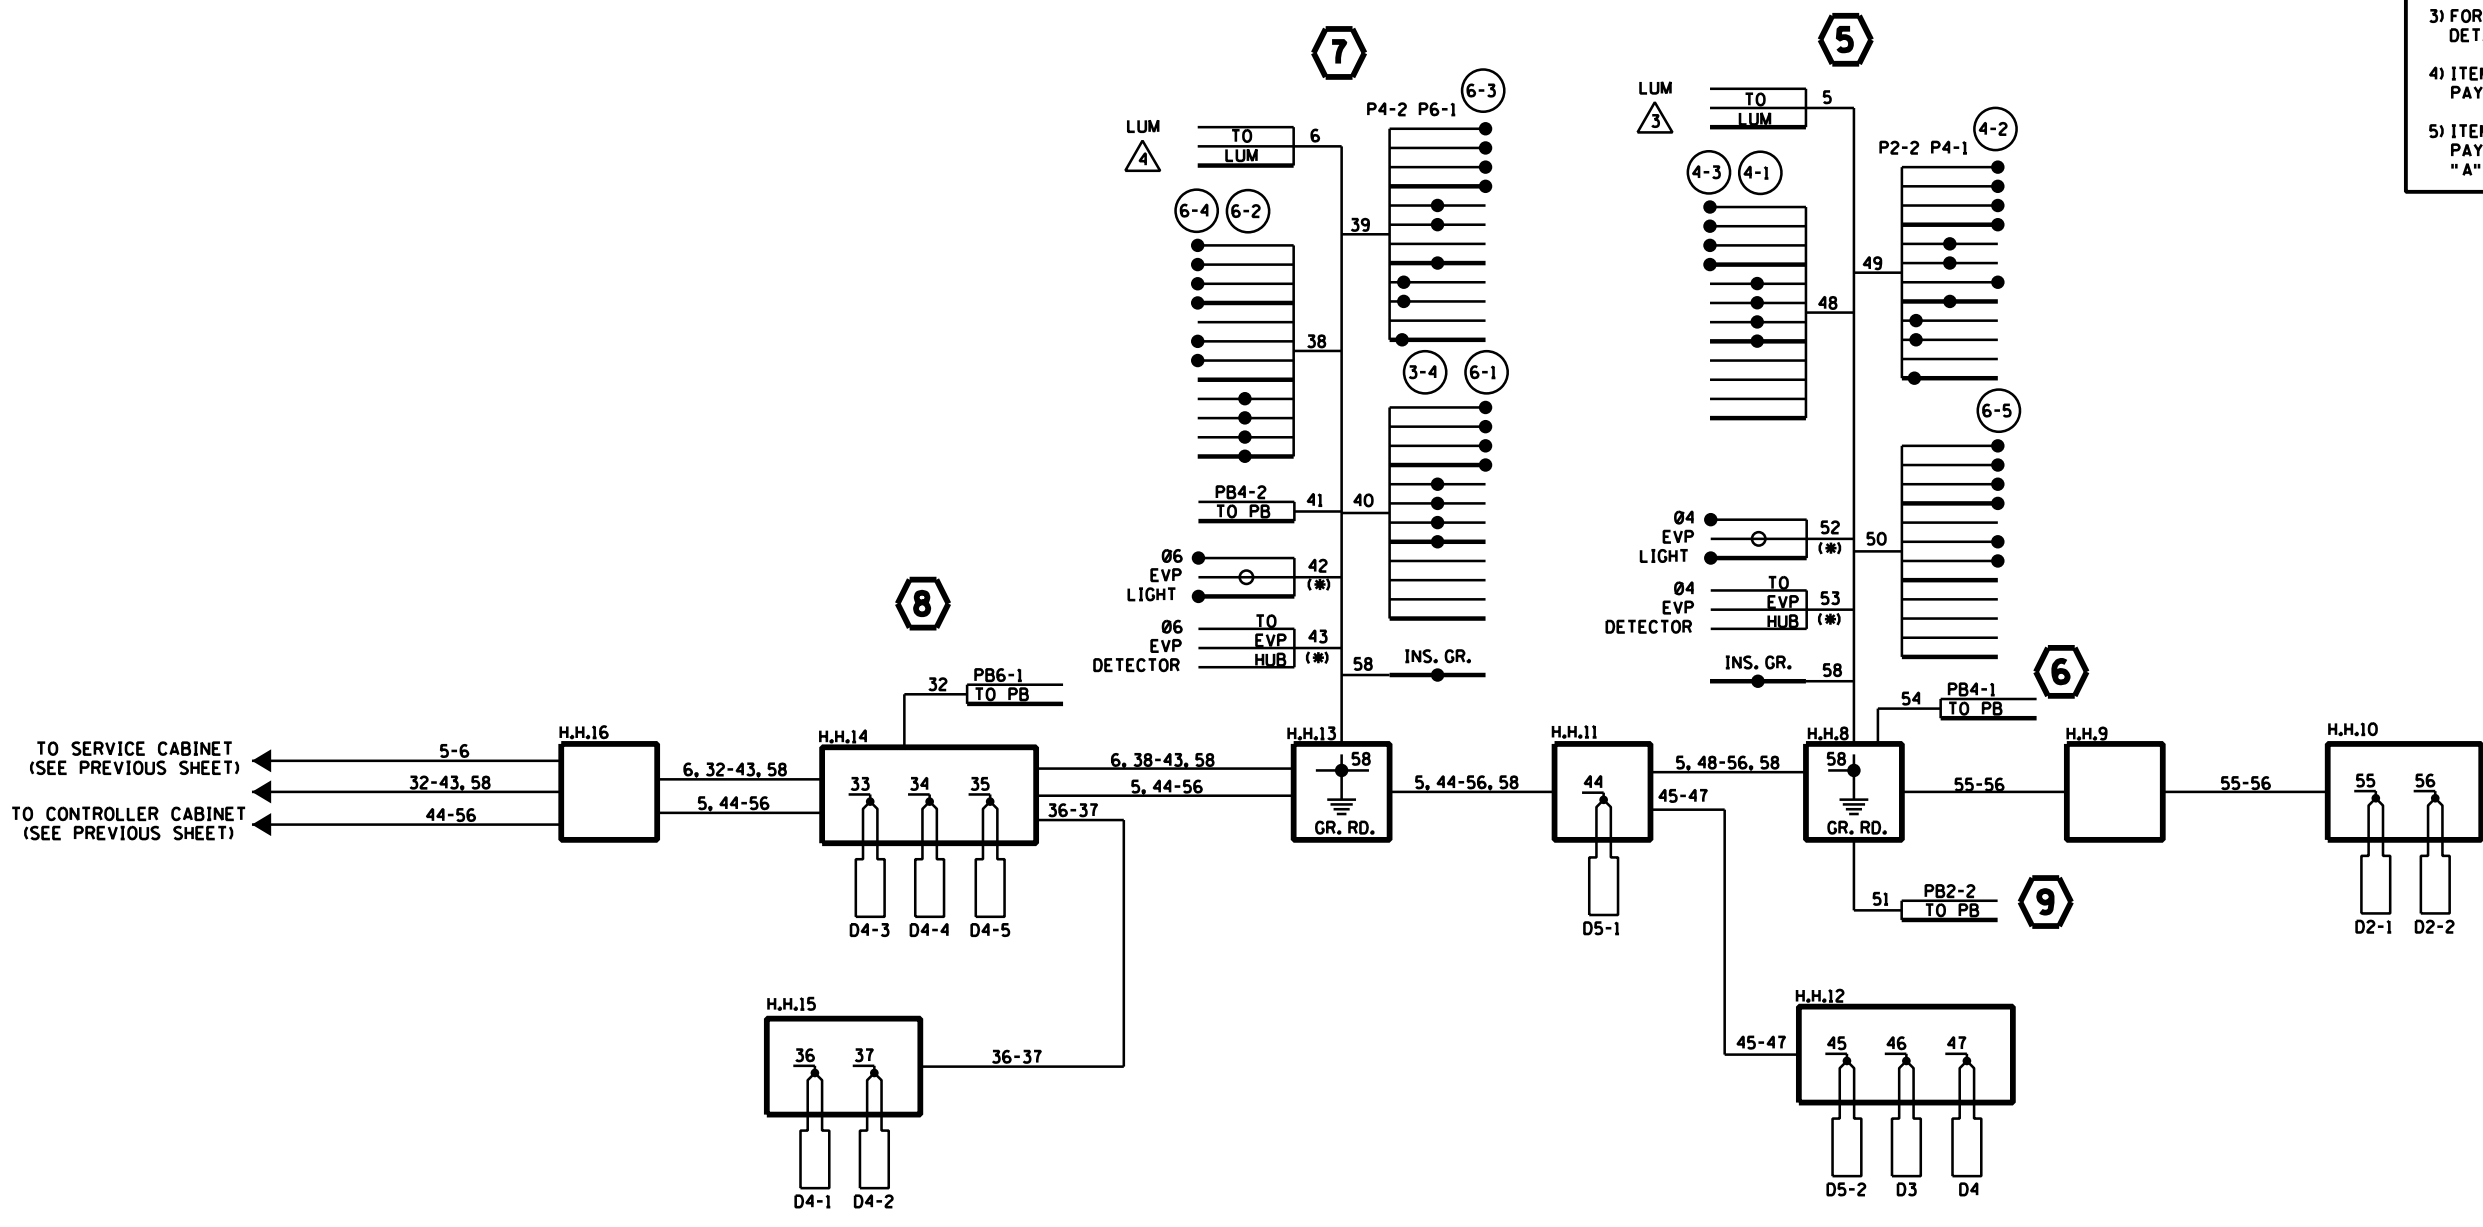 3) FOR
DET
4) ITE
PAY
5) ITE
PAY
"A"
7
5
LUM
4
TO
LUM
6
P4-2 P6-1
6-3
6-4
6-2
39
38
3-4
6-1
PB4-2
TO PB
41
40
Ø6
EVP
LIGHT
42
(*)
Ø6
EVP
DETECTOR
TO
EVP
HUB
43
(*)
58
INS. GR.
LUM
3
TO
LUM
5
P2-2 P4-1
4-2
4-3
4-1
49
48
6-5
Ø4
EVP
LIGHT
52
(*)
50
Ø4
EVP
DETECTOR
TO
EVP
HUB
53
(*)
INS. GR.
58
54
PB4-1
TO PB
6
8
32
PB6-1
TO PB
TO SERVICE CABINET
(SEE PREVIOUS SHEET)
TO CONTROLLER CABINET
(SEE PREVIOUS SHEET)
5-6
32-43, 58
44-56
H.H.16
6, 32-43, 58
5, 44-56
H.H.14
33
34
35
D4-3
D4-4
D4-5
6, 38-43, 58
5, 44-56
36-37
H.H.13
58
GR. RD.
5, 44-56, 58
H.H.11
44
D5-1
5, 48-56, 58
45-47
H.H.8
58
GR. RD.
55-56
H.H.9
55-56
H.H.10
55
56
D2-1
D2-2
51
PB2-2
TO PB
9
H.H.15
36
37
D4-1
D4-2
36-37
H.H.12
45-47
45
46
47
D5-2
D3
D4